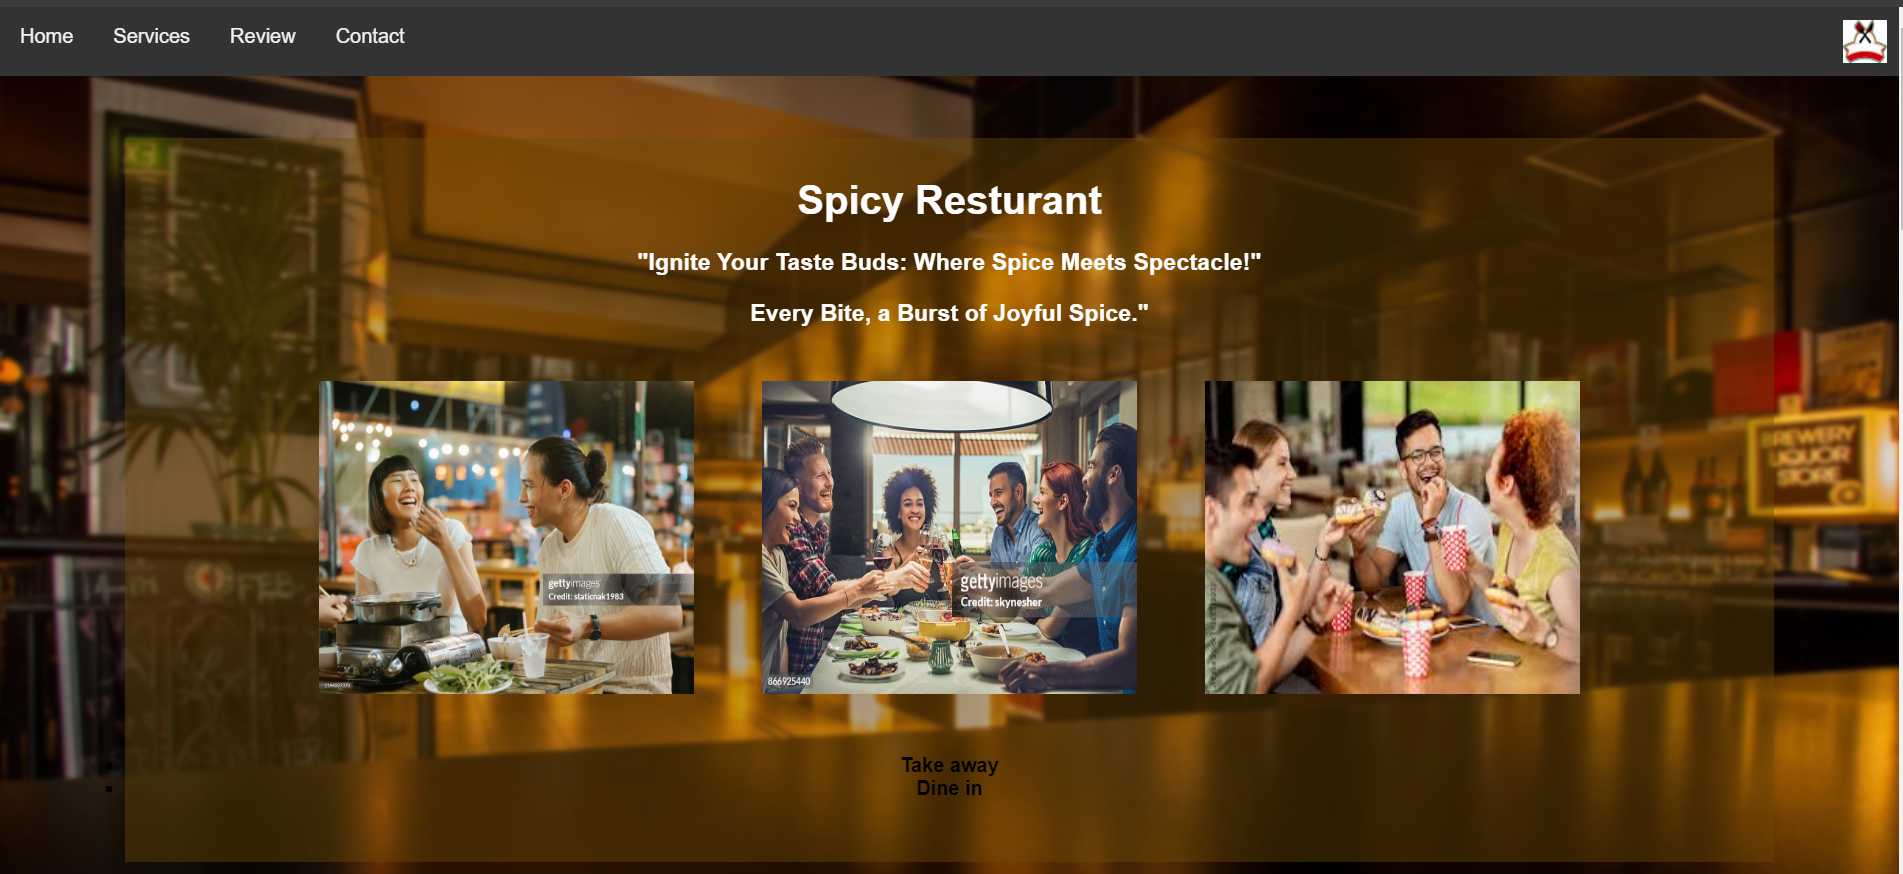 Home
Services
Review
Contact
Spicy Resturant
"Ignite Your Taste Buds: Where Spice Meets Spectacle!"
Every Bite, a Burst of Joyful Spice."
gettyimages
Credit: staticnak1983
gettyimages
Credit: skynesher
866925440
BREWERY
LIQUOR
STORE
Take away
Dine in